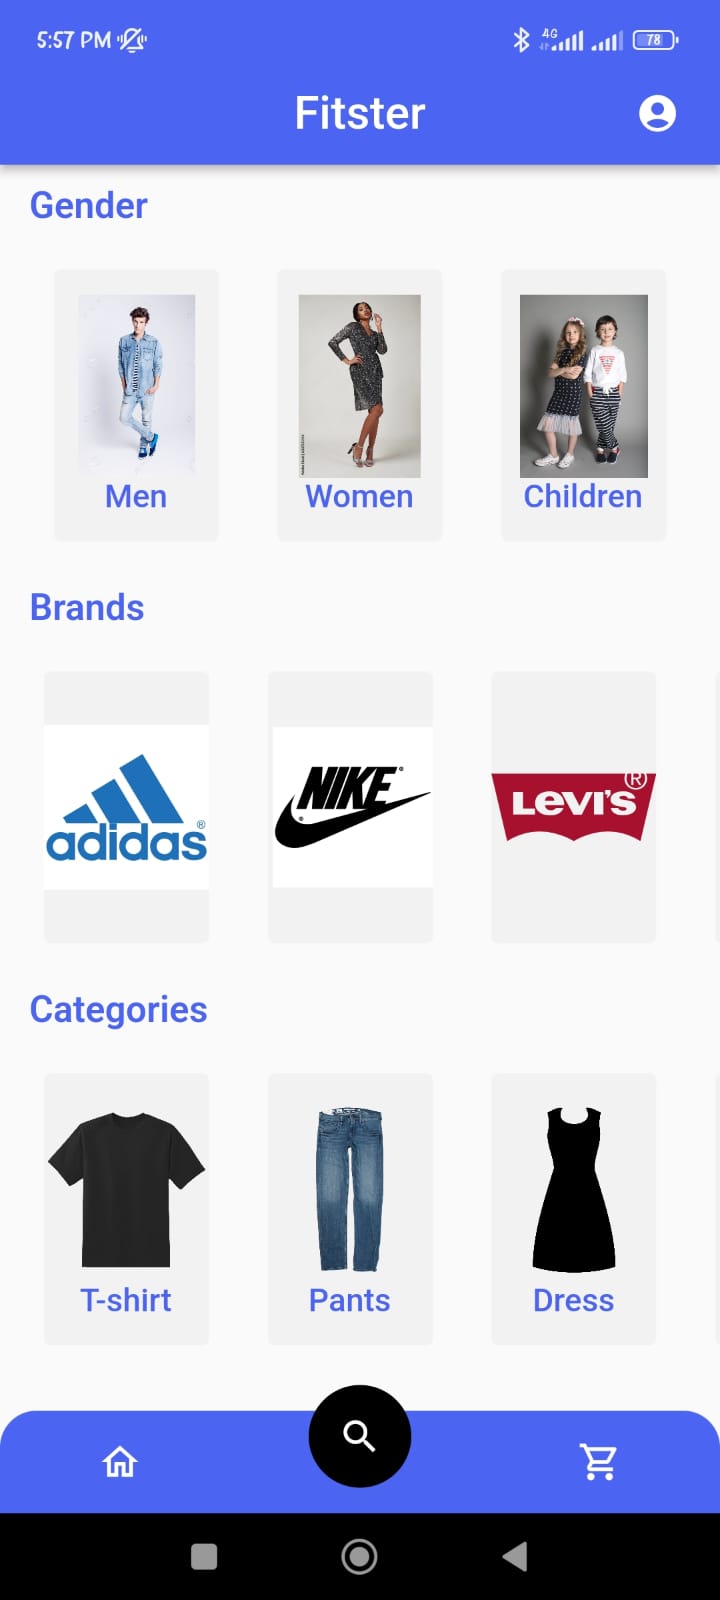 5:57 PM
4G
78
Fitster
Gender
Men
Women
Children
Brands
adidas
®
NIKE
®
LEVI'S
®
Categories
T-shirt
Pants
Dress